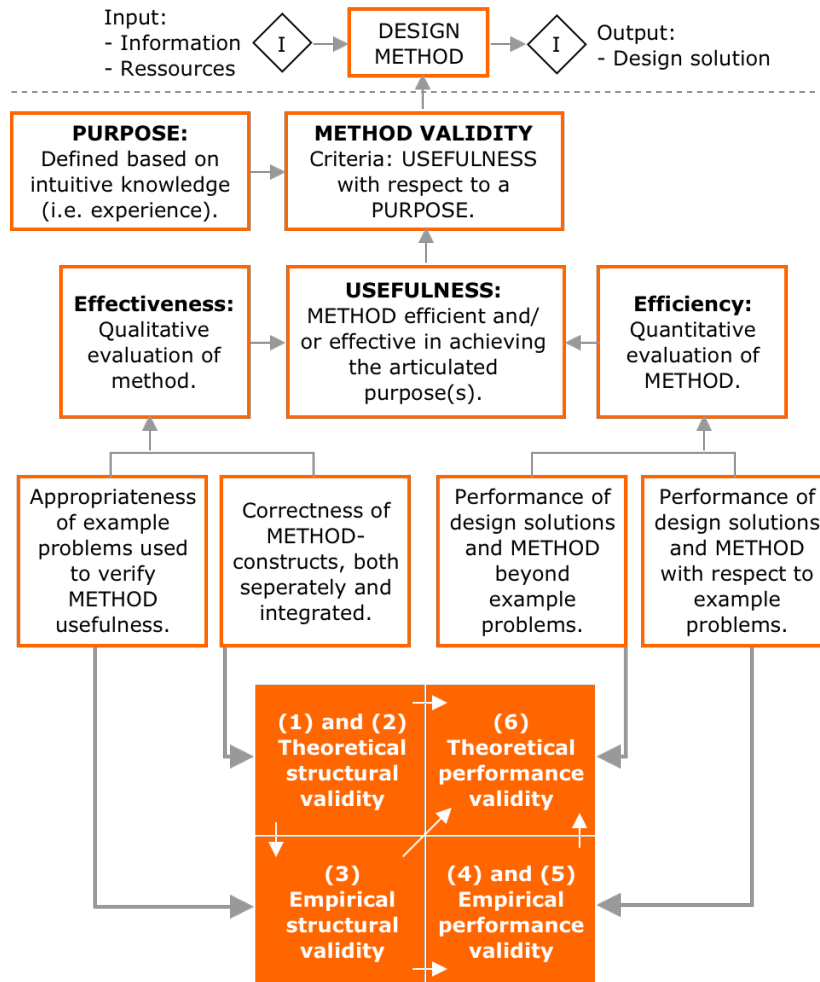 Input:
- Information
- Ressources
I
DESIGN
METHOD
I
Output:
- Design solution
PURPOSE:
Defined based on
intuitive knowledge
(i.e. experience).
METHOD VALIDITY
Criteria: USEFULNESS
with respect to a
PURPOSE.
Effectiveness:
Qualitative
evaluation of
method.
USEFULNESS:
METHOD efficient and/
or effective in achieving
the articulated
purpose(s).
Efficiency:
Quantitative
evaluation of
METHOD.
Appropriateness
of example
problems used
to verify
METHOD
usefulness.
Correctness of
METHOD-
constructs, both
seperately and
integrated.
Performance of
design solutions
and METHOD
beyond
example
problems.
Performance of
design solutions
and METHOD
with respect to
example
problems.
(1) and (2)
Theoretical
structural
validity
(6)
Theoretical
performance
validity
(3)
Empirical
structural
validity
(4) and (5)
Empirical
performance
validity